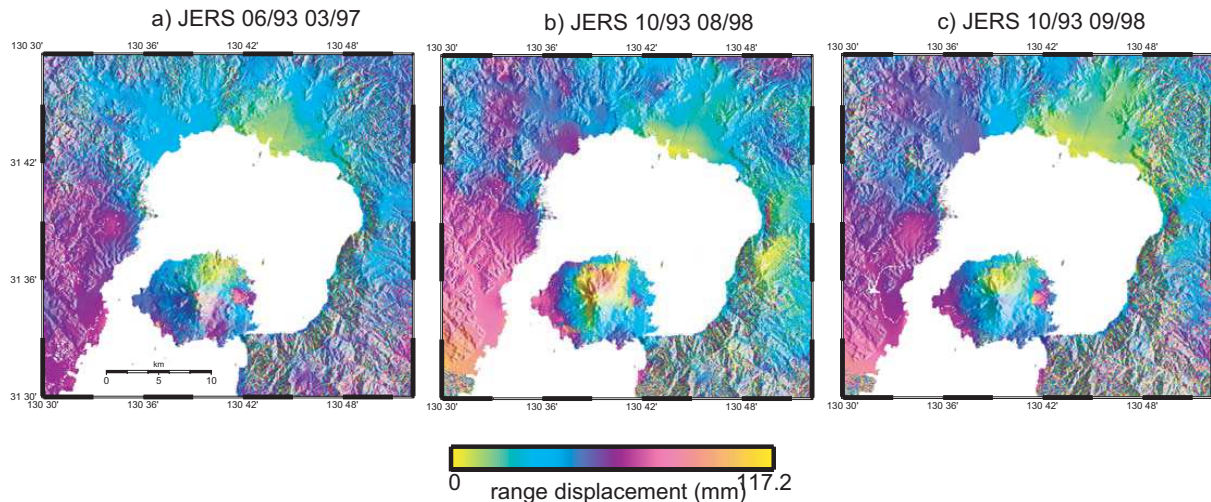 a) JERS 06/93 03/97
b) JERS 10/93 08/98
c) JERS 10/93 09/98
130 30' 130 36' 130 42' 130 48'
130 30' 130 36' 130 42' 130 48'
130 30' 130 36' 130 42' 130 48'
31 42'
31 36'
31 30'
km
0 5 10
130 30' 130 36' 130 42' 130 48'
130 30' 130 36' 130 42' 130 48'
130 30' 130 36' 130 42' 130 48'
0 117.2
range displacement (mm)